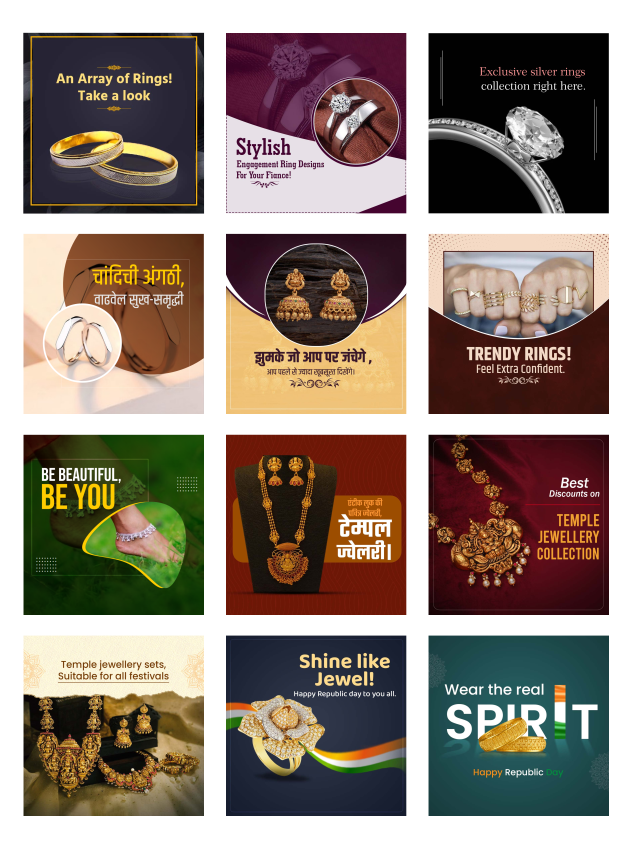 An Array of Rings!
Take a look
Stylish
Engagement Ring Designs
For Your Fiance!
Exclusive silver rings
collection right here.
चांदिची अंगठी,
वाढवेल सुख-समृद्धी
झुमके जो आप पर जंचेगे,
आप पहले से ज्यादा खूबसूरत दिखेंगे।
TRENDY RINGS!
Feel Extra Confident.
BE BEAUTIFUL,
BE YOU
एंटीक लुक की
पवित्र ज्वेलरी,
टेम्पल
ज्वेलरी।
Best
Discounts on
TEMPLE
JEWELLERY
COLLECTION
Temple jewellery sets,
Suitable for all festivals
Shine like
Jewel!
Happy Republic day to you all.
Wear the real
SPIRIT
Happy Republic Day